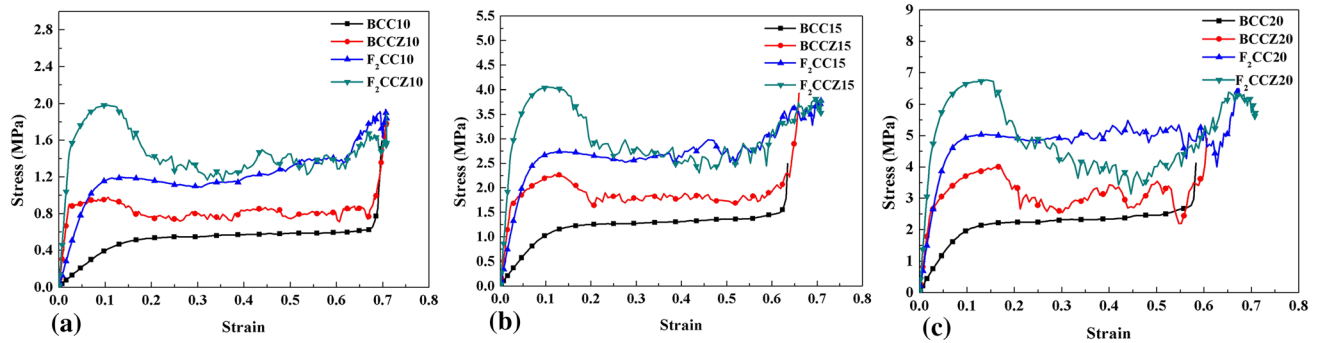 2.8
2.4
2.0
1.6
1.2
0.8
0.4
0.0
Stress (MPa)
BCC10
BCCZ10
F₂CC10
F₂CCZ10
0.0 0.1 0.2 0.3 0.4 0.5 0.6 0.7 0.8
(a)
Strain
5.5
5.0
4.5
4.0
3.5
3.0
2.5
2.0
1.5
1.0
0.5
0.0
Stress (MPa)
BCC15
BCCZ15
F₂CC15
F₂CCZ15
0.0 0.1 0.2 0.3 0.4 0.5 0.6 0.7 0.8
(b)
Strain
9
8
7
6
5
4
3
2
1
0
Stress (MPa)
BCC20
BCCZ20
F₂CC20
F₂CCZ20
0.0 0.1 0.2 0.3 0.4 0.5 0.6 0.7 0.8
(c)
Strain